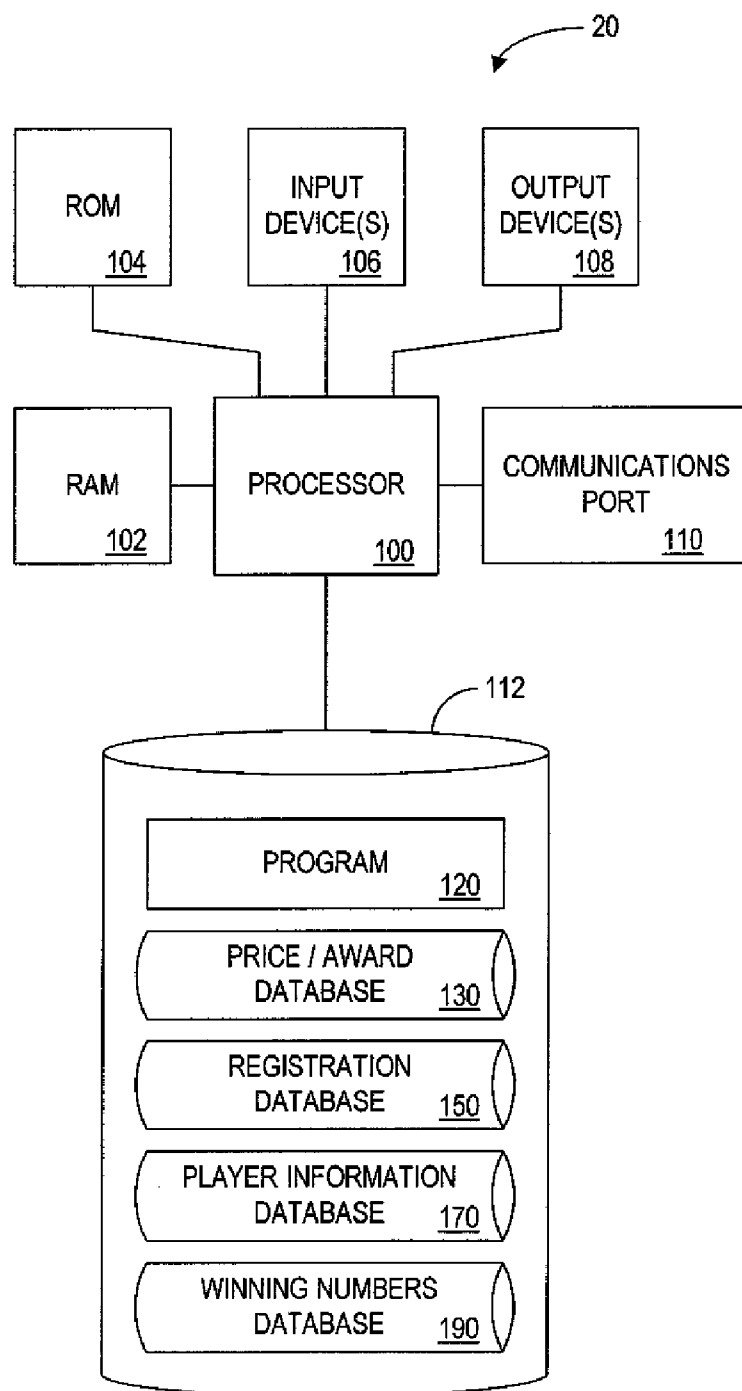 20
ROM
104
INPUT
DEVICE(S)
106
OUTPUT
DEVICE(S)
108
RAM
102
PROCESSOR
100
COMMUNICATIONS
PORT
110
112
PROGRAM
120
PRICE / AWARD
DATABASE 130
REGISTRATION
DATABASE 150
PLAYER INFORMATION
DATABASE 170
WINNING NUMBERS
DATABASE 190